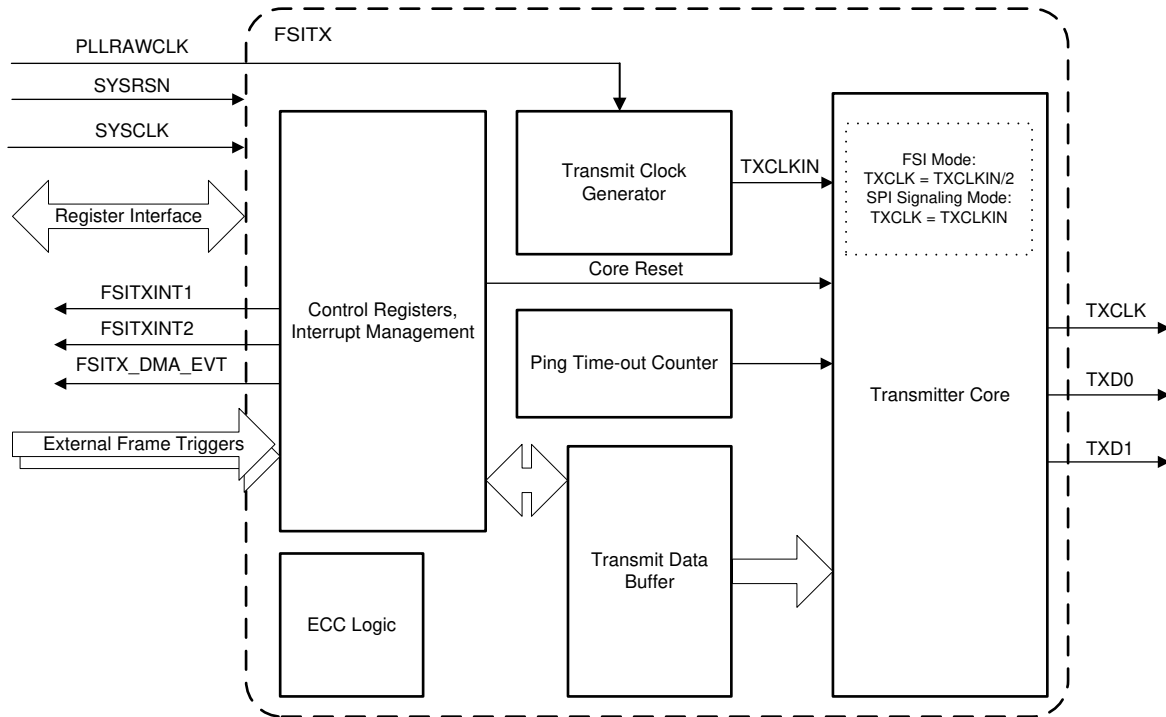 FSITX
PLLRAWCLK
SYSRSN
SYSCLK
Register Interface
FSITXINT1
FSITXINT2
FSITX_DMA_EVT
External Frame Triggers
Control Registers,
Interrupt Management
ECC Logic
Transmit Clock
Generator
TXCLKIN
Core Reset
Ping Time-out Counter
Transmit Data
Buffer
FSI Mode:
TXCLK = TXCLKIN/2
SPI Signaling Mode:
TXCLK = TXCLKIN
Transmitter Core
TXCLK
TXD0
TXD1